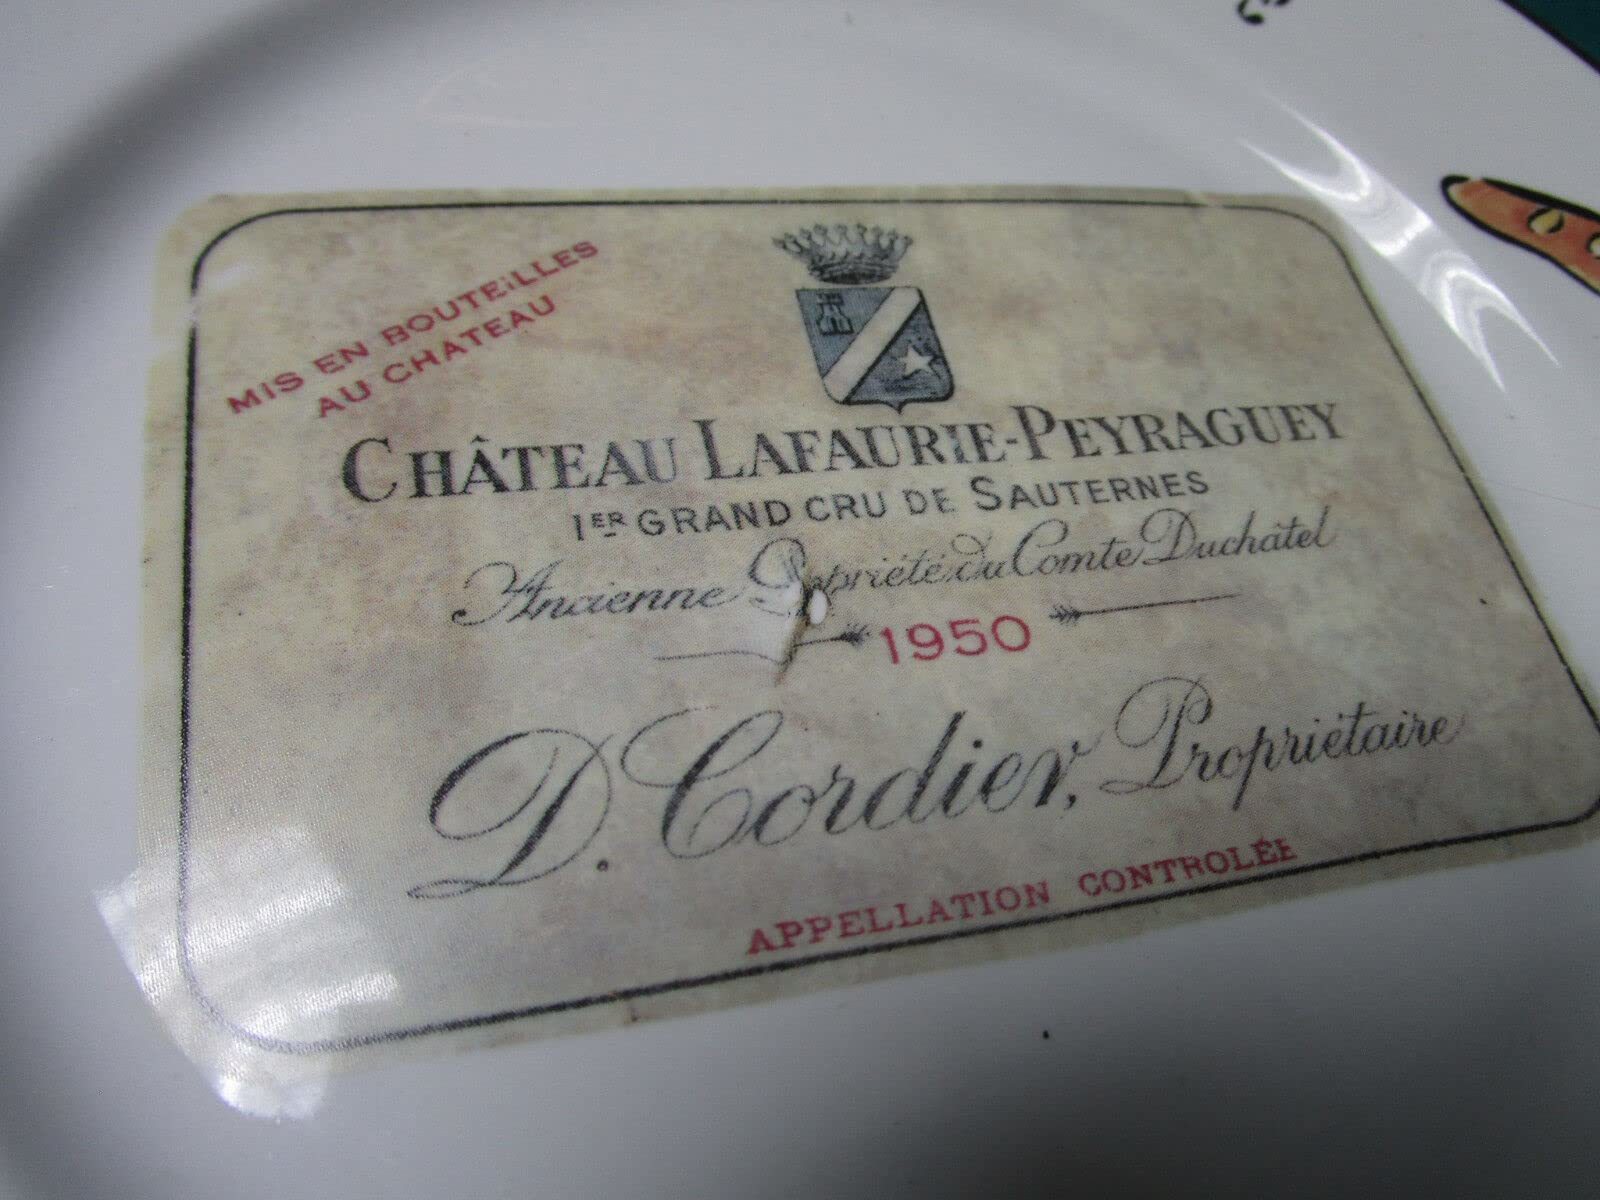 MIS EN BOUTEILLES
AU CHATEAU
CHÂTEAU LAFAURIE-PEYRAGUEY
1ER GRAND CRU DE SAUTERNES
Ancienne Propriété du Comte Duchâtel
1950
D. Cordier, Propriétaire
APPELLATION CONTROLÉE